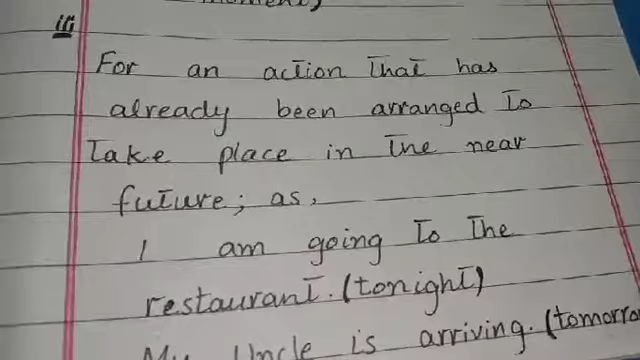 moment)
iii
For an action that has
already been arranged to
take place in the near
future; as,
I am going to the
restaurant. (tonight)
My Uncle is arriving. (tomorro